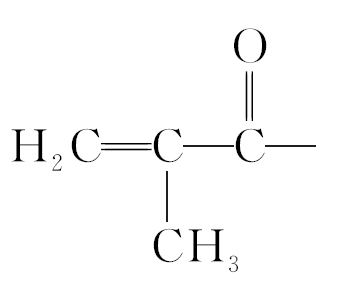 O
H₂C=C-C-
CH₃